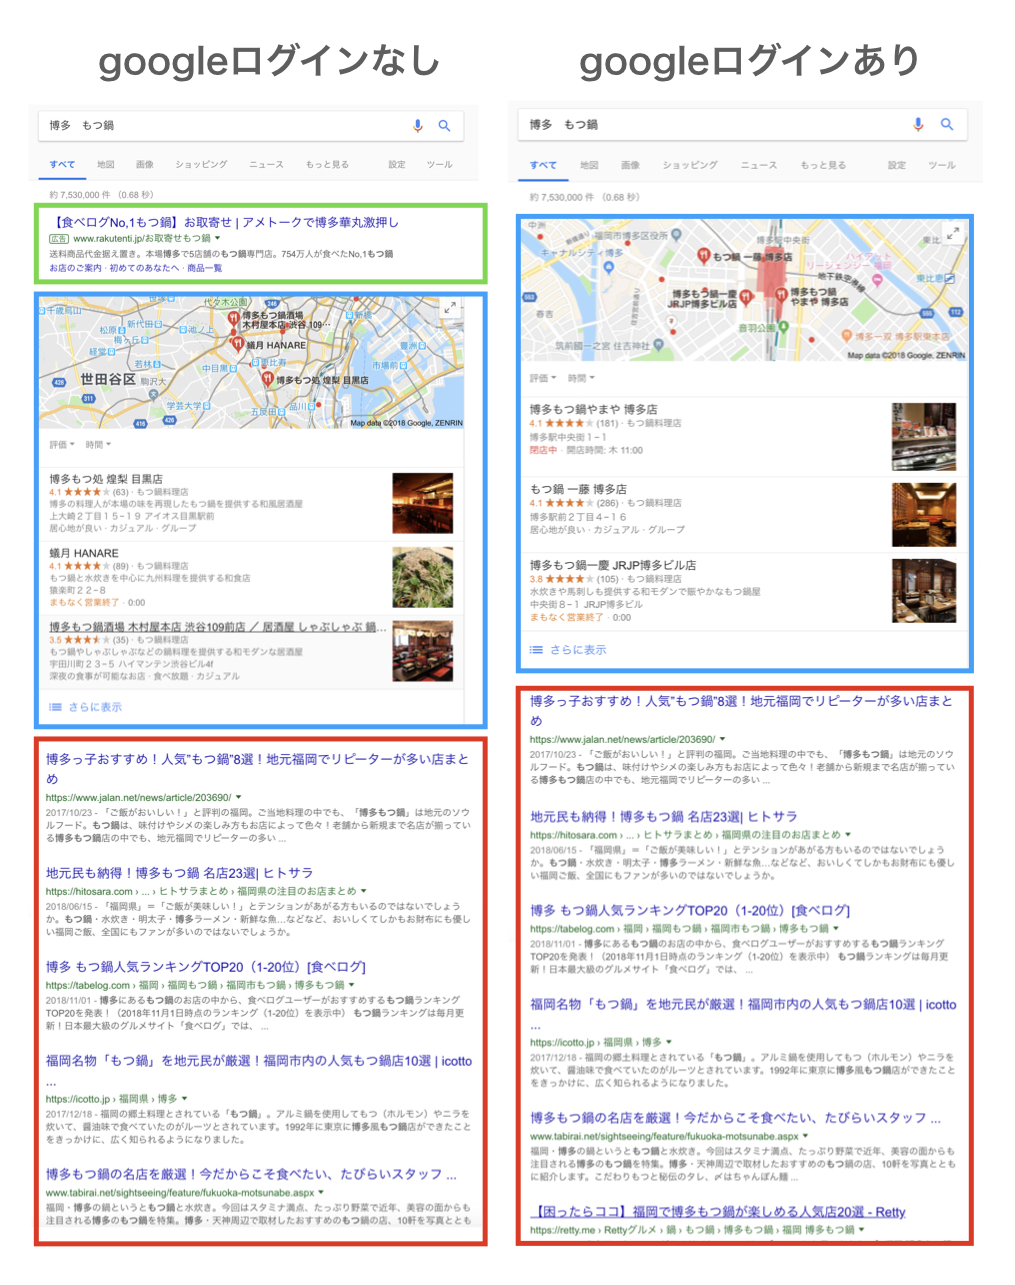 googleログインなし
博多　もつ鍋
すべて 地図 画像 ショッピング ニュース もっと見る 設定 ツール
約 7,530,000 件 （0.68 秒）
【食べログNo,1もつ鍋】お取寄せ | アメトークで博多華丸激押し
広告 www.rakutenti.jp/お取寄せもつ鍋
送料商品代金据え置き。本場博多で5店舗のもつ鍋専門店。754万人が食べたNo,1もつ鍋
お店のご案内 · 初めてのあなたへ · 商品一覧
千歳烏山
代々木公園
248
新橋
博多もつ鍋酒場
木村屋本店 渋谷 109…
松原
新代田
池ノ上
梅ヶ丘
蟻月 HANARE
豊洲
経堂
若林
中目黒
恵比寿
市場前
世田谷区
駒沢大
博多もつ処 煌梨 目黒店
426
311
学芸大学
五反田
品川
416
246
Map data ©2018 Google, ZENRIN
評価 時間
博多もつ処 煌梨 目黒店
4.1 (63) · もつ鍋料理店
博多の料理人が本場の味を再現したもつ鍋を提供する和風居酒屋
上大崎２丁目１５−１９ アイオス目黒駅前
居心地が良い · カジュアル · グループ
蟻月 HANARE
4.1 (89) · もつ鍋料理店
もつ鍋と水炊きを中心に九州料理を提供する和食店
猿楽町２２−８
まもなく営業終了 · 0:00
博多もつ鍋酒場 木村屋本店 渋谷109前店 ／ 居酒屋 しゃぶしゃぶ 鍋...
3.5 (35) · もつ鍋料理店
もつ鍋やしゃぶしゃぶなどの鍋料理を提供する和モダンな居酒屋
宇田川町２３−５ ハイマンテン渋谷ビル4f
深夜の食事が可能なお店 · 食べ放題 · カジュアル
さらに表示
博多っ子おすすめ！人気”もつ鍋”8選！地元福岡でリピーターが多い店まと
め
https://www.jalan.net/news/article/203690/
2017/10/23 - 「ご飯がおいしい！」と評判の福岡。ご当地料理の中でも、「博多もつ鍋」は地元のソウ
ルフード。もつ鍋は、味付けやシメの楽しみ方もお店によって色々！老舗から新規まで名店が揃ってい
る博多もつ鍋店の中でも、地元福岡でリピーターの多い ...
地元民も納得！博多もつ鍋 名店23選| ヒトサラ
https://hitosara.com › ... › ヒトサラまとめ › 福岡県の注目のお店まとめ
2018/06/15 - 「福岡県」＝「ご飯が美味しい！」とテンションがあがる方もいるのではないでしょう
か。もつ鍋・水炊き・明太子・博多ラーメン・新鮮な魚…などなど、おいしくてしかもお財布にも優し
い福岡ご飯、全国にもファンが多いのではないでしょうか。
博多 もつ鍋人気ランキングTOP20（1-20位）[食べログ]
https://tabelog.com › 福岡 › 福岡もつ鍋 › 福岡市もつ鍋 › 博多もつ鍋
2018/11/01 - 博多にあるもつ鍋のお店の中から、食べログユーザーがおすすめするもつ鍋ランキング
TOP20を発表！（2018年11月1日時点のランキング（1-20位）を表示中） もつ鍋ランキングは毎月更
新！日本最大級のグルメサイト「食べログ」では、 ...
福岡名物「もつ鍋」を地元民が厳選！福岡市内の人気もつ鍋店10選 | icotto
...
https://icotto.jp › 福岡県 › 博多
2017/12/18 - 福岡の郷土料理とされている「もつ鍋」。アルミ鍋を使用してもつ（ホルモン）やニラを
炊いて、醤油味で食べていたのがルーツとされています。1992年に東京に博多風もつ鍋店ができたこと
をきっかけに、広く知られるようになりました。
博多もつ鍋の名店を厳選！今だからこそ食べたい、たびらいスタッフ ...
www.tabirai.net/sightseeing/feature/fukuoka-motsunabe.aspx
福岡・博多の鍋というともつ鍋と水炊き。今回はスタミナ満点、たっぷり野菜で近年、美容の面からも
注目される博多のもつ鍋を特集。博多・天神周辺で取材したおすすめのもつ鍋の店、10軒を写真ととも
googleログインあり
博多　もつ鍋
すべて 地図 画像 ショッピング ニュース もっと見る 設定 ツール
約 7,530,000 件 （0.68 秒）
中洲
福岡市博多区役所
博多駅中央街
東比
キャナルシティ博多
もつ鍋 一藤 博多店
ハイアット
リージェンシー 福岡
地下鉄空港線
東比恵
553
博多もつ鍋一慶
JRJP博多ビル店
博多もつ鍋
やまや 博多店
春吉
音羽公園
553
112
筑前國一之宮 住吉神社
博多一双 博多駅東本店
Map data ©2018 Google, ZENRIN
評価 時間
博多もつ鍋やまや 博多店
4.1 (181) · もつ鍋料理店
博多駅中央街１−１
閉店中 · 開店時間: 木 11:00
もつ鍋 一藤 博多店
4.1 (286) · もつ鍋料理店
博多駅前２丁目４−１６
居心地が良い · カジュアル · グループ
博多もつ鍋一慶 JRJP博多ビル店
3.8 (105) · もつ鍋料理店
水炊きや馬刺しも提供する和モダンで賑やかなもつ鍋屋
中央街８−１ JRJP博多ビル
まもなく営業終了 · 0:00
さらに表示
博多っ子おすすめ！人気”もつ鍋”8選！地元福岡でリピーターが多い店まと
め
https://www.jalan.net/news/article/203690/
2017/10/23 - 「ご飯がおいしい！」と評判の福岡。ご当地料理の中でも、「博多もつ鍋」は地元のソウ
ルフード。もつ鍋は、味付けやシメの楽しみ方もお店によって色々！老舗から新規まで名店が揃ってい
る博多もつ鍋店の中でも、地元福岡でリピーターの多い ...
地元民も納得！博多もつ鍋 名店23選| ヒトサラ
https://hitosara.com › ... › ヒトサラまとめ › 福岡県の注目のお店まとめ
2018/06/15 - 「福岡県」＝「ご飯が美味しい！」とテンションがあがる方もいるのではないでしょう
か。もつ鍋・水炊き・明太子・博多ラーメン・新鮮な魚…などなど、おいしくてしかもお財布にも優し
い福岡ご飯、全国にもファンが多いのではないでしょうか。
博多 もつ鍋人気ランキングTOP20（1-20位）[食べログ]
https://tabelog.com › 福岡 › 福岡もつ鍋 › 福岡市もつ鍋 › 博多もつ鍋
2018/11/01 - 博多にあるもつ鍋のお店の中から、食べログユーザーがおすすめするもつ鍋ランキング
TOP20を発表！（2018年11月1日時点のランキング（1-20位）を表示中） もつ鍋ランキングは毎月更
新！日本最大級のグルメサイト「食べログ」では、 ...
福岡名物「もつ鍋」を地元民が厳選！福岡市内の人気もつ鍋店10選 | icotto
...
https://icotto.jp › 福岡県 › 博多
2017/12/18 - 福岡の郷土料理とされている「もつ鍋」。アルミ鍋を使用してもつ（ホルモン）やニラを
炊いて、醤油味で食べていたのがルーツとされています。1992年に東京に博多風もつ鍋店ができたこと
をきっかけに、広く知られるようになりました。
博多もつ鍋の名店を厳選！今だからこそ食べたい、たびらいスタッフ ...
www.tabirai.net/sightseeing/feature/fukuoka-motsunabe.aspx
福岡・博多の鍋というともつ鍋と水炊き。今回はスタミナ満点、たっぷり野菜で近年、美容の面からも
注目される博多のもつ鍋を特集。博多・天神周辺で取材したおすすめのもつ鍋の店、10軒を写真ととも
に紹介します。こだわりもつと秘伝のタレ、〆はちゃんぽん麺 ...
【困ったらココ】福岡で博多もつ鍋が楽しめる人気店20選 - Retty
https://retty.me › Rettyグルメ › 鍋 › もつ鍋 › 博多もつ鍋 › 福岡 博多もつ鍋